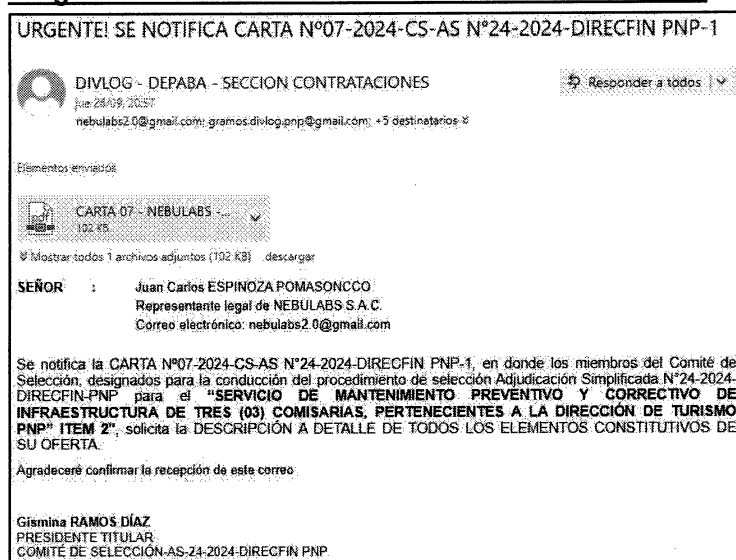 URGENTE! SE NOTIFICA CARTA Nº07-2024-CS-AS N°24-2024-DIRECFIN PNP-1
DIVLOG - DEPABA - SECCION CONTRATACIONES
Responder a todos
jue 26/09, 20:57
nebulabs2.0@gmail.com; gramos.divlog.pnp@gmail.com; +5 destinatarios
Elementos enviados
CARTA 07 - NEBULABS -...
102 KB
Mostrar todos 1 archivos adjuntos (102 KB) descargar
SEÑOR : Juan Carlos ESPINOZA POMASONCCO
Representante legal de NEBULABS S.A.C.
Correo electrónico: nebulabs2.0@gmail.com
Se notifica la CARTA Nº07-2024-CS-AS N°24-2024-DIRECFIN PNP-1, en donde los miembros del Comité de
Selección, designados para la conducción del procedimiento de selección Adjudicación Simplificada N°24-2024-
DIRECFIN-PNP para el "SERVICIO DE MANTENIMIENTO PREVENTIVO Y CORRECTIVO DE
INFRAESTRUCTURA DE TRES (03) COMISARIAS, PERTENECIENTES A LA DIRECCIÓN DE TURISMO
PNP" ITEM 2", solicita la DESCRIPCIÓN A DETALLE DE TODOS LOS ELEMENTOS CONSTITUTIVOS DE
SU OFERTA.
Agradeceré confirmar la recepción de este correo
Gismina RAMOS DÍAZ
PRESIDENTE TITULAR
COMITÉ DE SELECCIÓN-AS-24-2024-DIRECFIN PNP